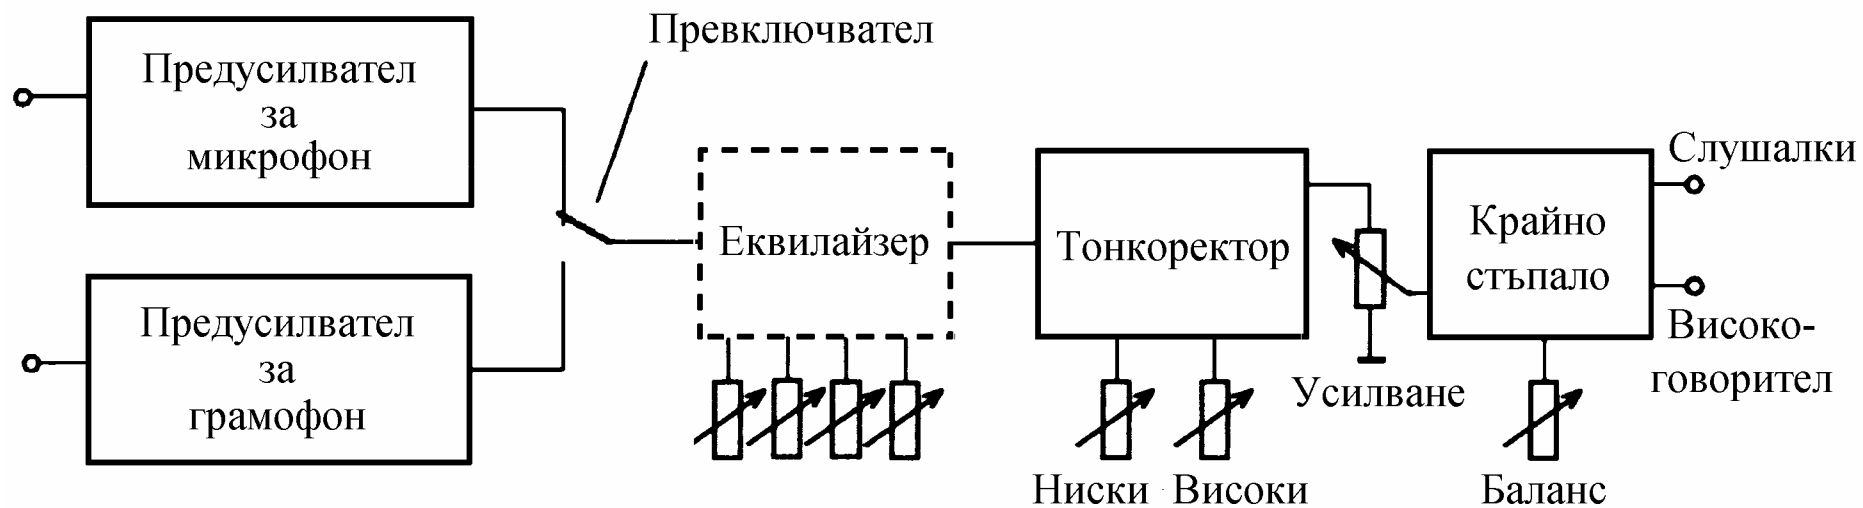 Превключвател
Предусилвател
за
микрофон
Предусилвател
за
грамофон
Еквилайзер
Тонкоректор
Ниски
Високи
Усилване
Крайно
стъпало
Баланс
Слушалки
Високо-
говорител